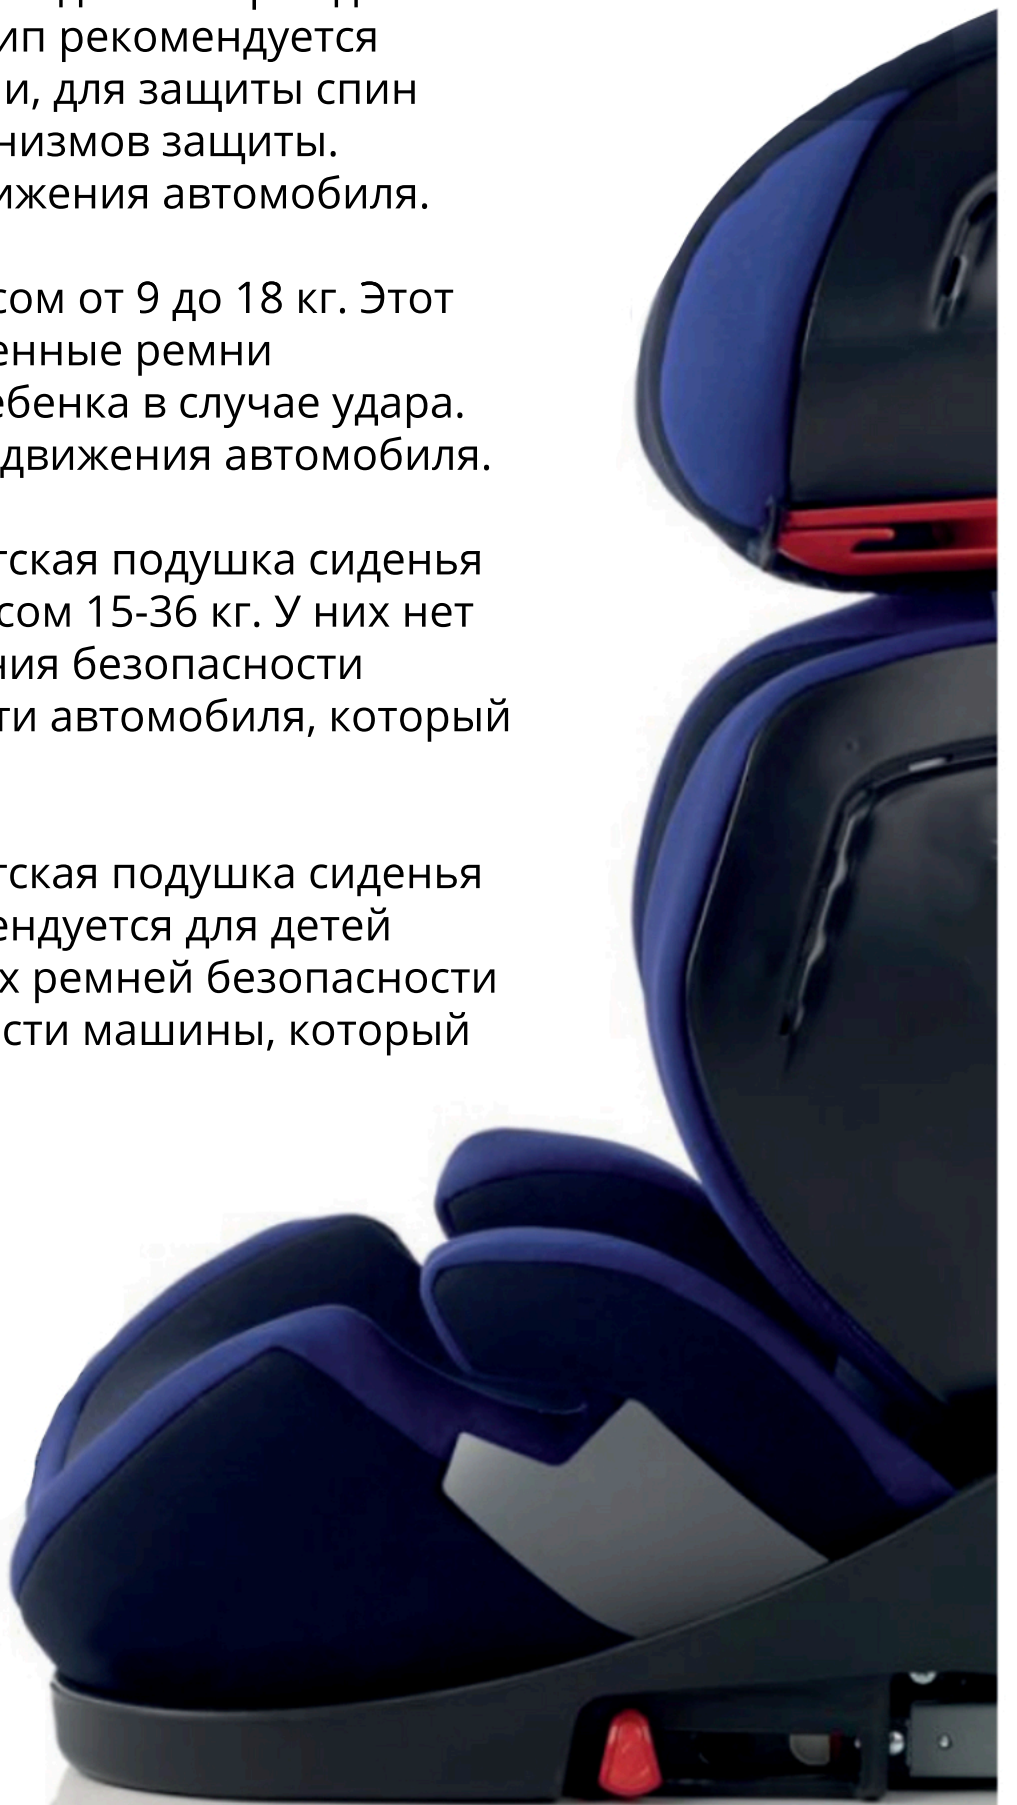 ип рекомендуется
и, для защиты спин
низмов защиты.
ижения автомобиля.
сом от 9 до 18 кг. Этот
енные ремни
ебенка в случае удара.
движения автомобиля.
тская подушка сиденья
сом 15-36 кг. У них нет
ния безопасности
ти автомобиля, который
тская подушка сиденья
ендуется для детей
х ремней безопасности
сти машины, который